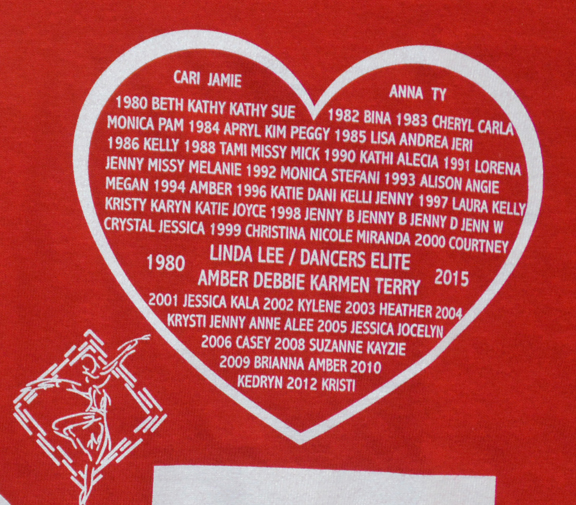 CARI JAMIE ANNA TY
1980 BETH KATHY KATHY SUE 1982 BINA 1983 CHERYL CARLA
MONICA PAM 1984 APRYL KIM PEGGY 1985 LISA ANDREA JERI
1986 KELLY 1988 TAMI MISSY MICK 1990 KATHI ALECIA 1991 LORENA
JENNY MISSY MELANIE 1992 MONICA STEFANI 1993 ALISON ANGIE
MEGAN 1994 AMBER 1996 KATIE DANI KELLI JENNY 1997 LAURA KELLY
KRISTY KARYN KATIE JOYCE 1998 JENNY B JENNY B JENNY D JENN W
CRYSTAL JESSICA 1999 CHRISTINA NICOLE MIRANDA 2000 COURTNEY
1980 LINDA LEE / DANCERS ELITE 2015
AMBER DEBBIE KARMEN TERRY
2001 JESSICA KALA 2002 KYLENE 2003 HEATHER 2004
KRYSTI JENNY ANNE ALEE 2005 JESSICA JOCELYN
2006 CASEY 2008 SUZANNE KAYZIE
2009 BRIANNA AMBER 2010
KEDRYN 2012 KRISTI